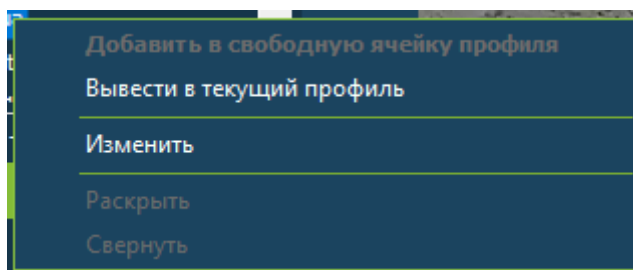 Добавить в свободную ячейку профиля
Вывести в текущий профиль
Изменить
Раскрыть
Свернуть